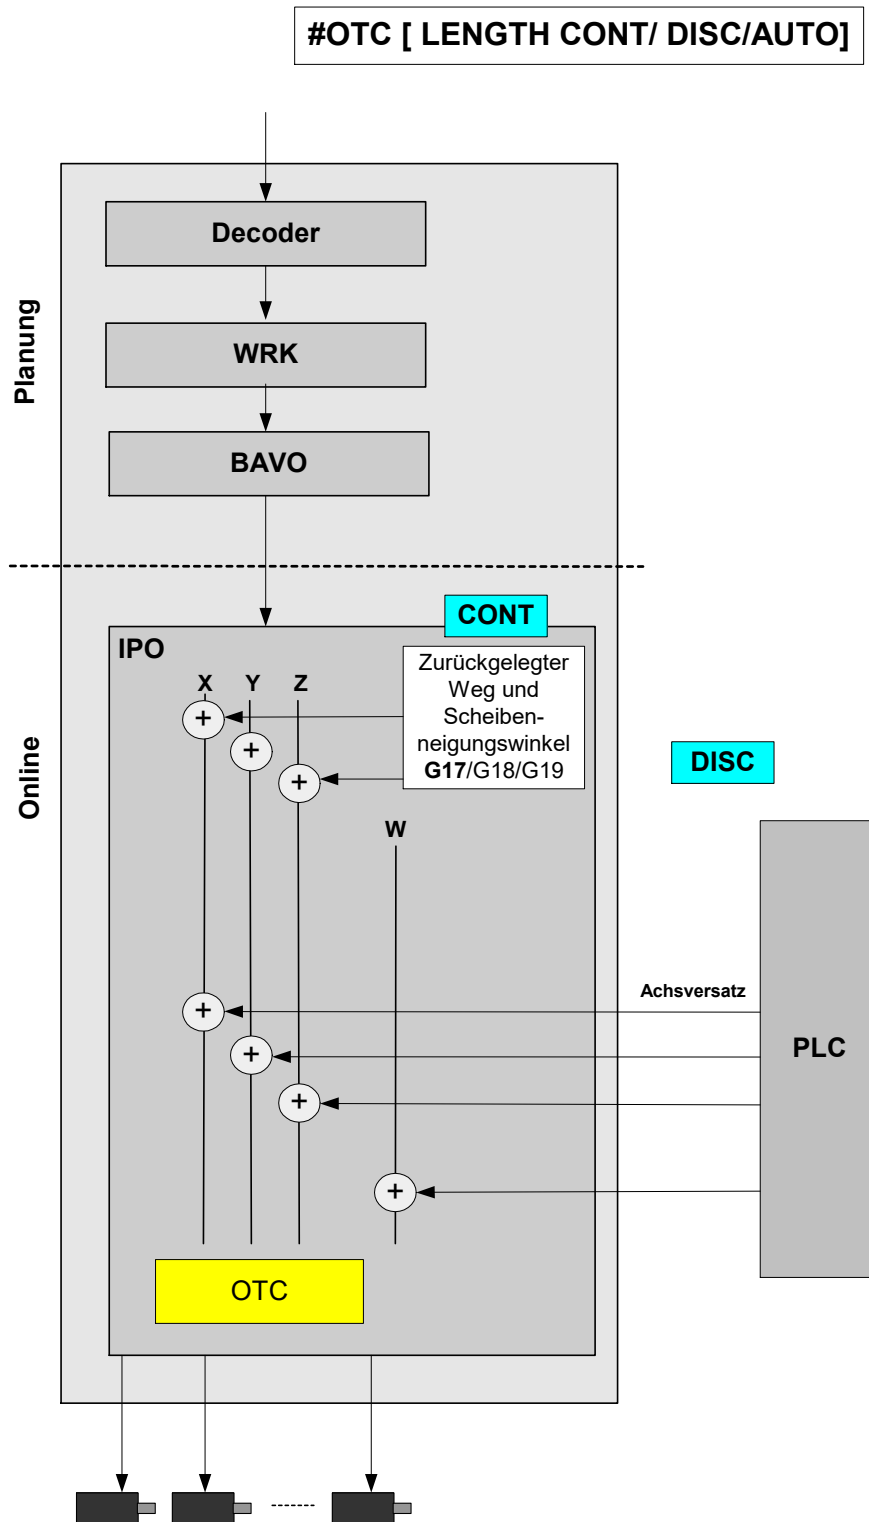 #OTC [ LENGTH CONT/ DISC/AUTO]
Planung
Decoder
WRK
BAVO
Online
CONT
IPO
Zurückgelegter
Weg und
Scheiben-
neigungswinkel
G17/G18/G19
X Y Z
+
+
+
DISC
W
Achsversatz
+
+
+
+
PLC
OTC